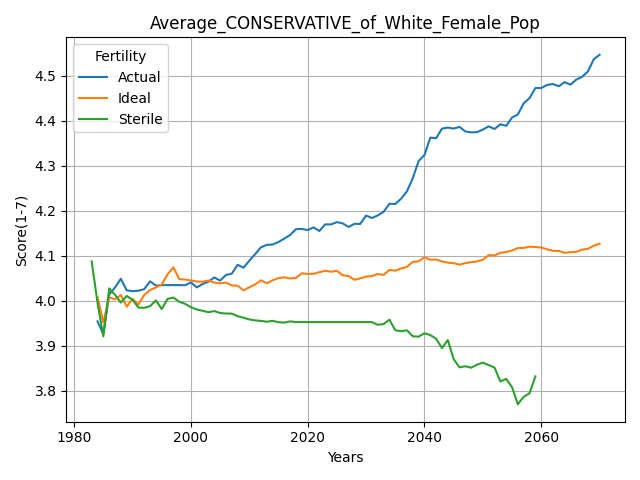 Average_CONSERVATIVE_of_White_Female_Pop
Fertility
Actual
Ideal
Sterile
Score(1-7)
4.5
4.4
4.3
4.2
4.1
4.0
3.9
3.8
1980
2000
2020
2040
2060
Years